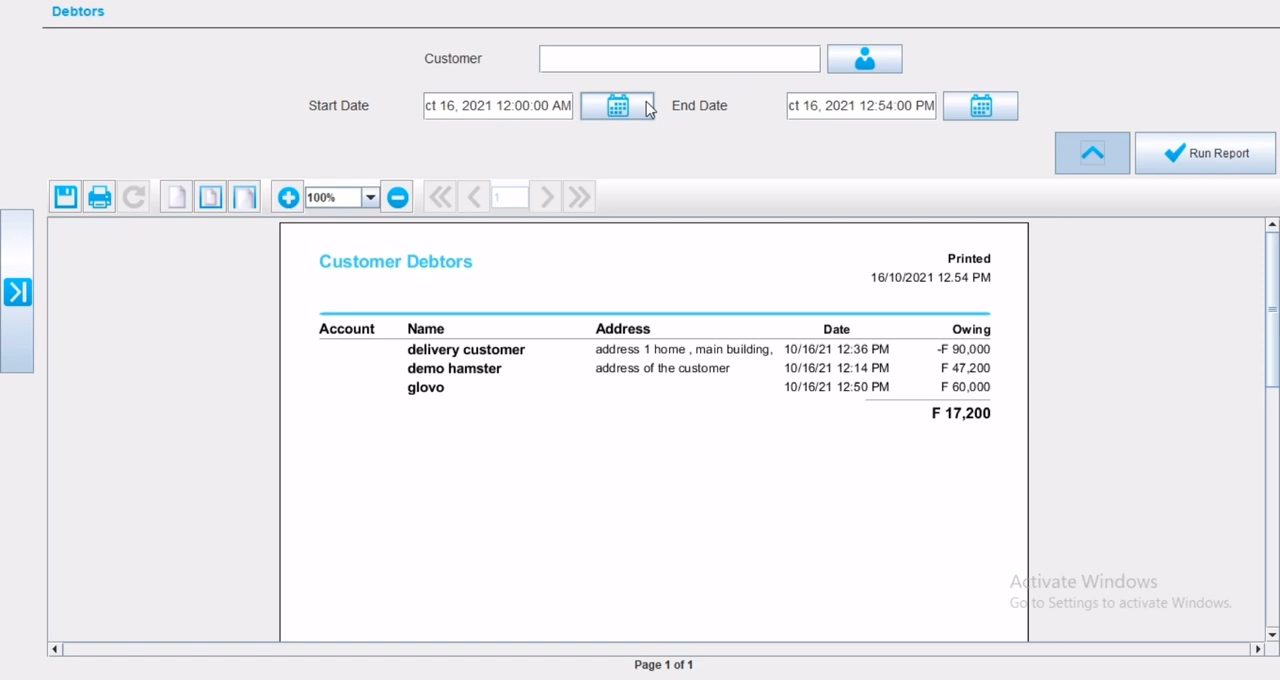 Debtors
Customer
Start Date ct 16, 2021 12:00:00 AM End Date ct 16, 2021 12:54:00 PM
Run Report
100% 1
Customer Debtors Printed
16/10/2021 12.54 PM
Account Name Address Date Owing
delivery customer address 1 home , main building, 10/16/21 12:36 PM -F 90,000
demo hamster address of the customer 10/16/21 12:14 PM F 47,200
glovo 10/16/21 12:50 PM F 60,000
F 17,200
Activate Windows
Go to Settings to activate Windows.
Page 1 of 1